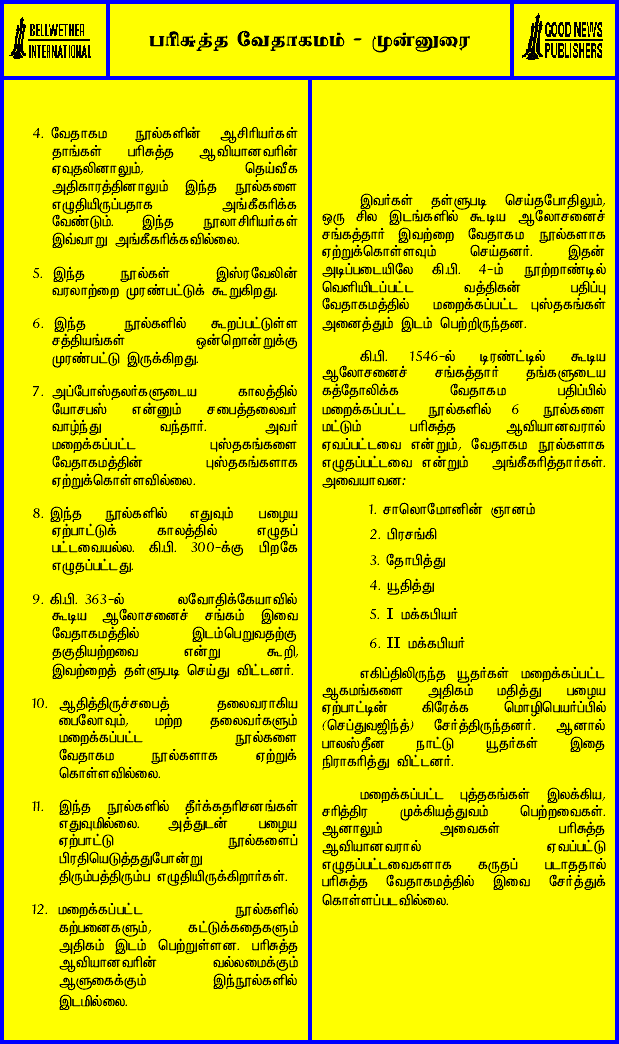 BELLWETHER
INTERNATIONAL
பரிசுத்த வேதாகமம் - முன்னுரை
GOOD NEWS
PUBLISHERS
4. வேதாகம நூல்களின் ஆசிரியர்கள்
தாங்கள் பரிசுத்த ஆவியானவரின்
ஏவுதலினாலும், தெய்வீக
அதிகாரத்தினாலும் இந்த நூல்களை
எழுதியிருப்பதாக அங்கீகரிக்க
வேண்டும். இந்த நூலாசிரியர்கள்
இவ்வாறு அங்கீகரிக்கவில்லை.
5. இந்த நூல்கள் இஸ்ரவேலின்
வரலாற்றை முரண்பட்டுக் கூறுகிறது.
6. இந்த நூல்களில் கூறப்பட்டுள்ள
சத்தியங்கள் ஒன்றொன்றுக்கு
முரண்பட்டு இருக்கிறது.
7. அப்போஸ்தலர்களுடைய காலத்தில்
யோசபஸ் என்னும் சபைத்தலைவர்
வாழ்ந்து வந்தார். அவர்
மறைக்கப்பட்ட புஸ்தகங்களை
வேதாகமத்தின் புஸ்தகங்களாக
ஏற்றுக்கொள்ளவில்லை.
8. இந்த நூல்களில் எதுவும் பழைய
ஏற்பாட்டுக் காலத்தில் எழுதப்
பட்டவையல்ல. கி.பி. 300-க்கு பிறகே
எழுதப்பட்டது.
9. கி.பி. 363-ல் லவோதிக்கேயாவில்
கூடிய ஆலோசனைச் சங்கம் இவை
வேதாகமத்தில் இடம்பெறுவதற்கு
தகுதியற்றவை என்று கூறி,
இவற்றைத் தள்ளுபடி செய்து விட்டனர்.
10. ஆதித்திருச்சபைத் தலைவராகிய
பைலோவும், மற்ற தலைவர்களும்
மறைக்கப்பட்ட நூல்களை
வேதாகம நூல்களாக ஏற்றுக்
கொள்ளவில்லை.
11. இந்த நூல்களில் தீர்க்கதரிசனங்கள்
எதுவுமில்லை. அத்துடன் பழைய
ஏற்பாட்டு நூல்களைப்
பிரதியெடுத்ததுபோன்று
திரும்பத்திரும்ப எழுதியிருக்கிறார்கள்.
12. மறைக்கப்பட்ட நூல்களில்
கற்பனைகளும், கட்டுக்கதைகளும்
அதிகம் இடம் பெற்றுள்ளன. பரிசுத்த
ஆவியானவரின் வல்லமைக்கும்
ஆளுகைக்கும் இந்நூல்களில்
இடமில்லை.
இவர்கள் தள்ளுபடி செய்தபோதிலும்,
ஒரு சில இடங்களில் கூடிய ஆலோசனைச்
சங்கத்தார் இவற்றை வேதாகம நூல்களாக
ஏற்றுக்கொள்ளவும் செய்தனர். இதன்
அடிப்படையிலே கி.பி. 4-ம் நூற்றாண்டில்
வெளியிடப்பட்ட வத்திகன் பதிப்பு
வேதாகமத்தில் மறைக்கப்பட்ட புஸ்தகங்கள்
அனைத்தும் இடம் பெற்றிருந்தன.
கி.பி. 1546-ல் டிரண்ட்டில் கூடிய
ஆலோசனைச் சங்கத்தார் தங்களுடைய
கத்தோலிக்க வேதாகம பதிப்பில்
மறைக்கப்பட்ட நூல்களில் 6 நூல்களை
மட்டும் பரிசுத்த ஆவியானவரால்
ஏவப்பட்டவை என்றும், வேதாகம நூல்களாக
எழுதப்பட்டவை என்றும் அங்கீகரித்தார்கள்.
அவையாவன:
1. சாலொமோனின் ஞானம்
2. பிரசங்கி
3. தோபித்து
4. யூதித்து
5. I மக்கபியர்
6. II மக்கபியர்
எகிப்திலிருந்த யூதர்கள் மறைக்கப்பட்ட
ஆகமங்களை அதிகம் மதித்து பழைய
ஏற்பாட்டின் கிரேக்க மொழிபெயர்ப்பில்
(செப்துவஜிந்த்) சேர்த்திருந்தனர். ஆனால்
பாலஸ்தீன நாட்டு யூதர்கள் இதை
நிராகரித்து விட்டனர்.
மறைக்கப்பட்ட புத்தகங்கள் இலக்கிய,
சரித்திர முக்கியத்துவம் பெற்றவைகள்.
ஆனாலும் அவைகள் பரிசுத்த
ஆவியானவரால் ஏவப்பட்டு
எழுதப்பட்டவைகளாக கருதப் படாததால்
பரிசுத்த வேதாகமத்தில் இவை சேர்த்துக்
கொள்ளப்படவில்லை.